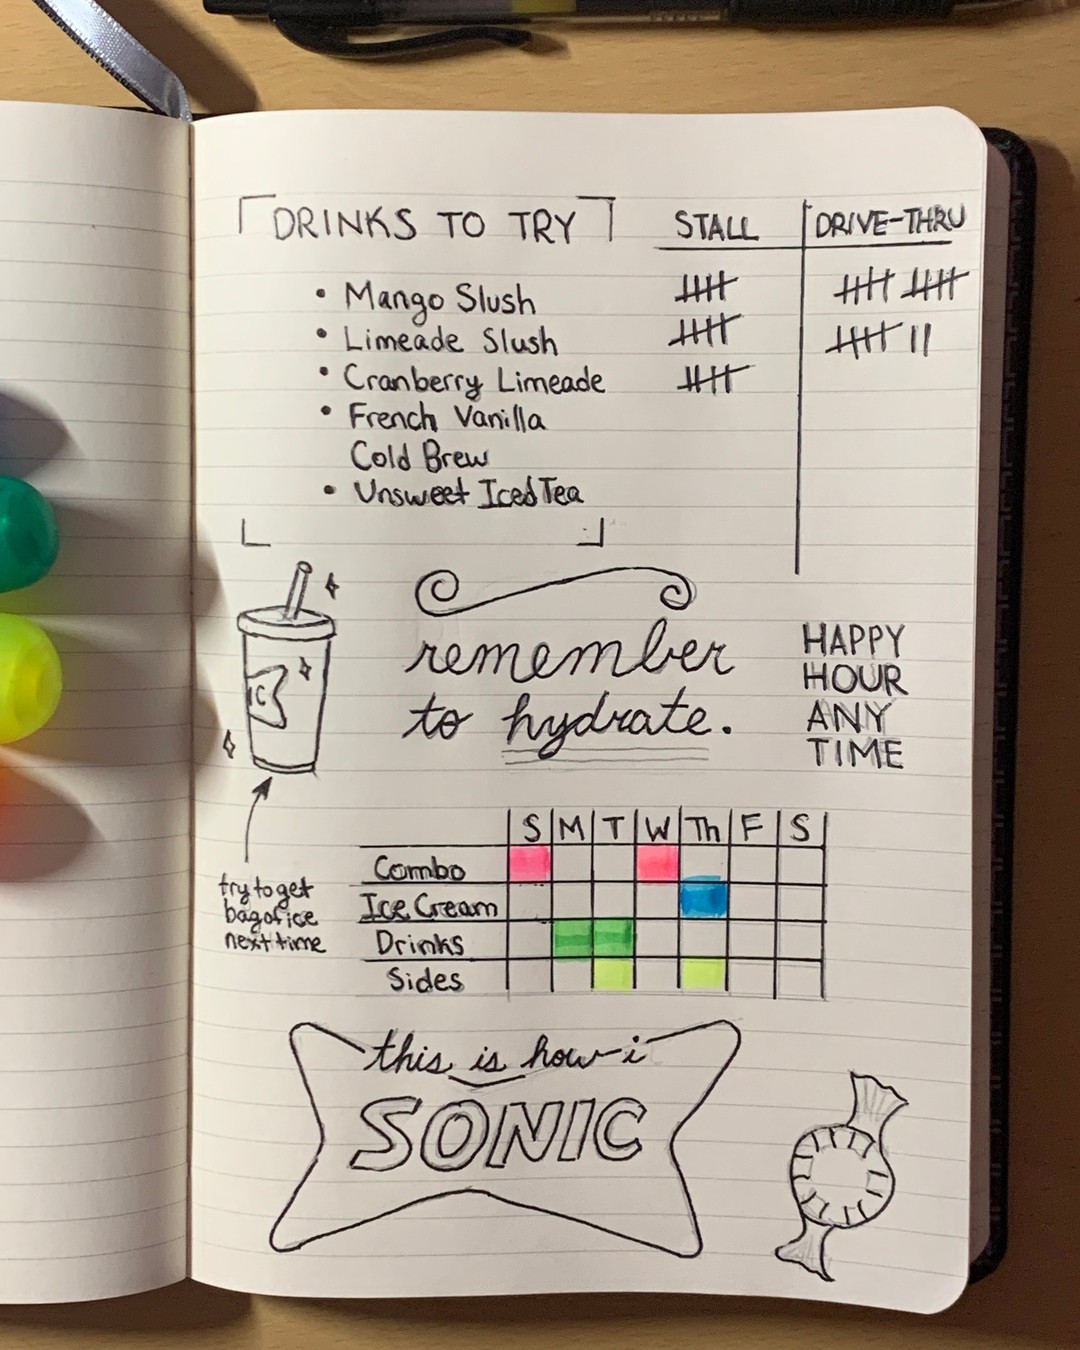 DRINKS TO TRY
• Mango Slush
• Limeade Slush
• Cranberry Limeade
• French Vanilla
Cold Brew
• Unsweet Iced Tea
STALL
DRIVE-THRU
remember
to hydrate.
HAPPY
HOUR
ANY
TIME
IC
try to get
bag of ice
next time
S M T W Th F S
Combo
Ice Cream
Drinks
Sides
this is how i
SONIC